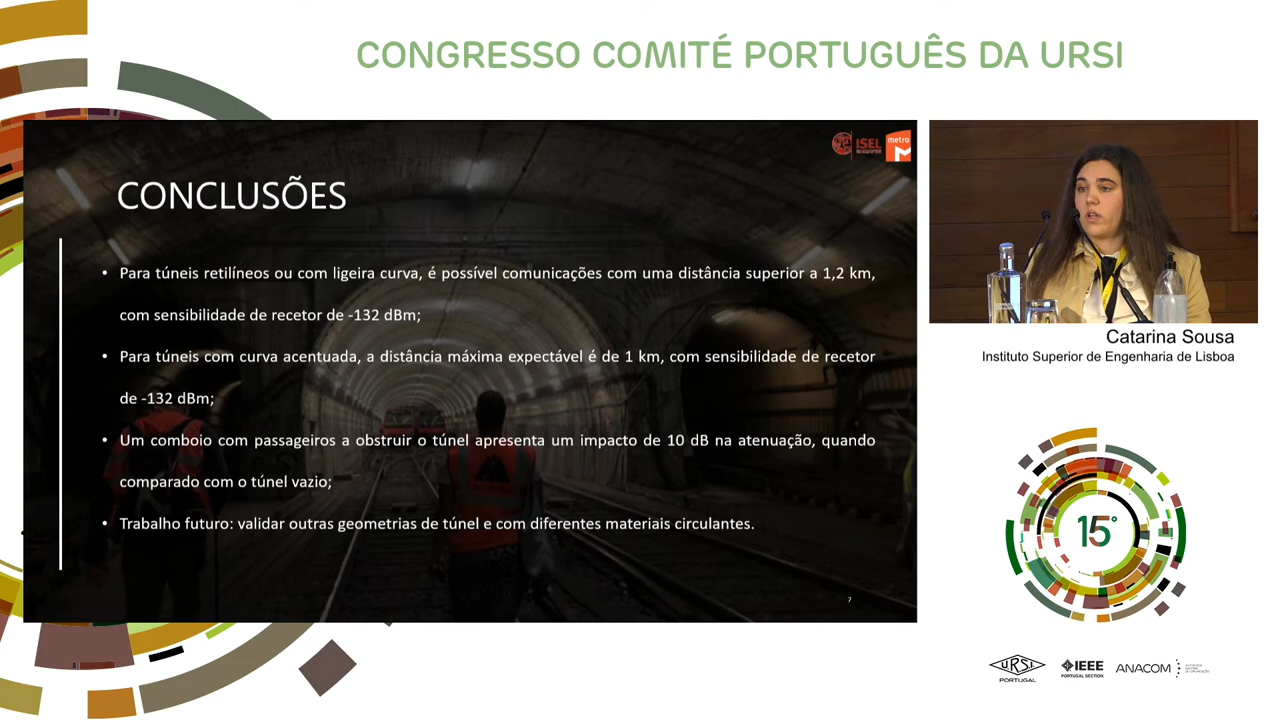 CONGRESSO COMITÉ PORTUGUÊS DA URSI
ISEL
metro
CONCLUSÕES
• Para túneis retilíneos ou com ligeira curva, é possível comunicações com uma distância superior a 1,2 km,
com sensibilidade de recetor de -132 dBm;
• Para túneis com curva acentuada, a distância máxima expectável é de 1 km, com sensibilidade de recetor
de -132 dBm;
• Um comboio com passageiros a obstruir o túnel apresenta um impacto de 10 dB na atenuação, quando
comparado com o túnel vazio;
• Trabalho futuro: validar outras geometrias de túnel e com diferentes materiais circulantes.
7
Catarina Sousa
Instituto Superior de Engenharia de Lisboa
15°
URSI
PORTUGAL
IEEE
PORTUGAL SECTION
ANACOM